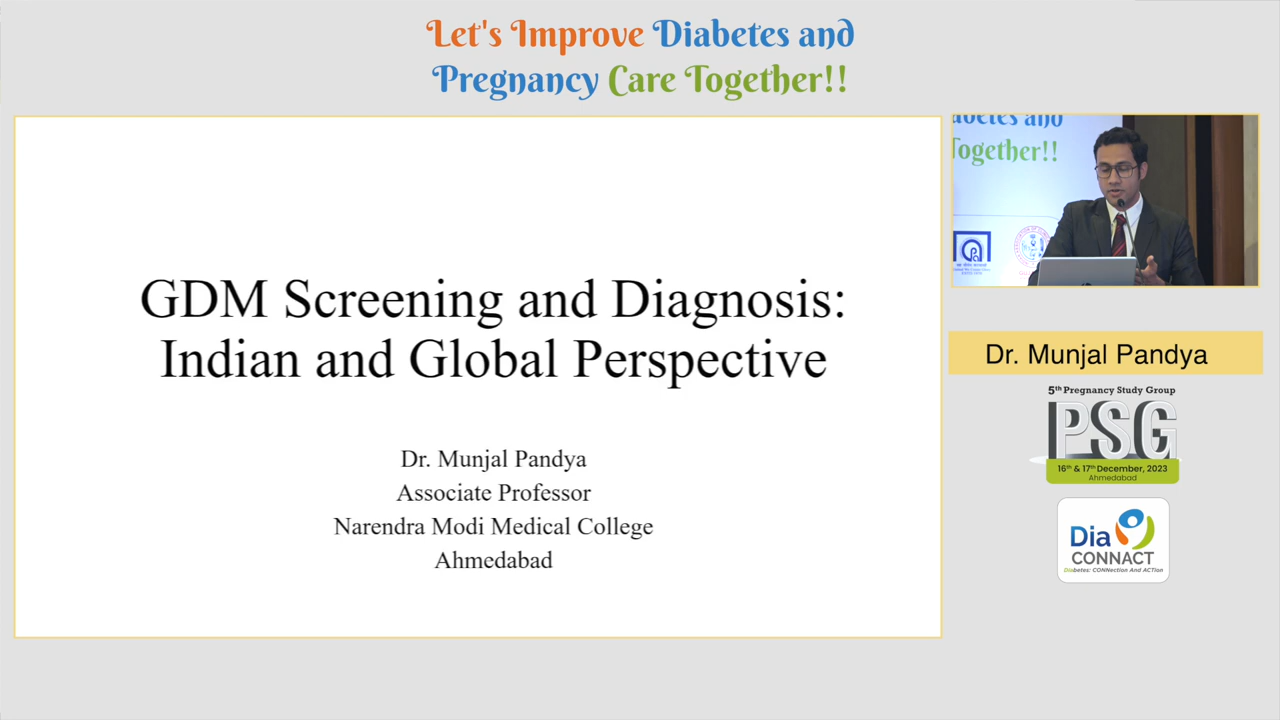 Let's Improve Diabetes and
Pregnancy Care Together!!
GDM Screening and Diagnosis:
Indian and Global Perspective
Dr. Munjal Pandya
Associate Professor
Narendra Modi Medical College
Ahmedabad
abetes and
Together!!
Dr. Munjal Pandya
5th Pregnancy Study Group
PSG
16th & 17th December, 2023
Ahmedabad
Dia
CONNACT
Diabetes: CONNection And ACTion